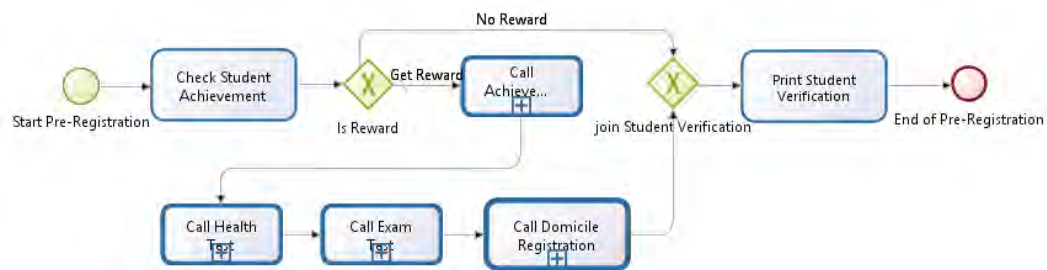 No Reward
Check Student
Achievement
Get Reward
Call
Achieve...
Print Student
Verification
Start Pre-Registration
Is Reward
join Student Verification
End of Pre-Registration
Call Health
Test
Call Exam
Test
Call Domicile
Registration